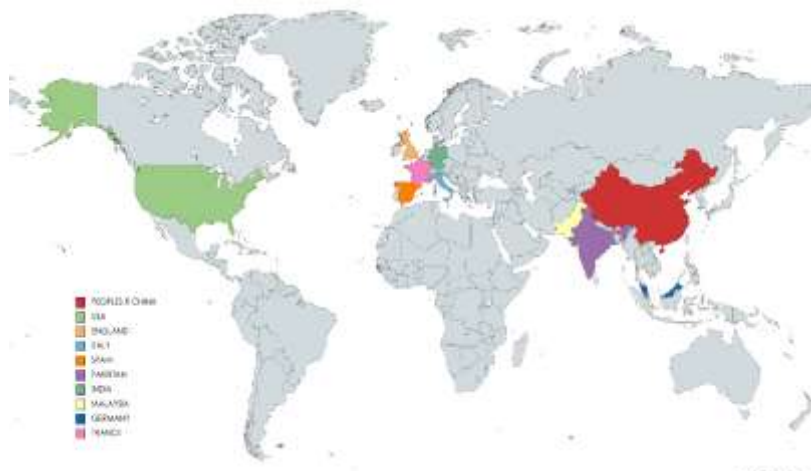 PEOPLES R CHINA
USA
ENGLAND
ITALY
SPAIN
PAKISTAN
INDIA
MALAYSIA
GERMANY
FRANCE